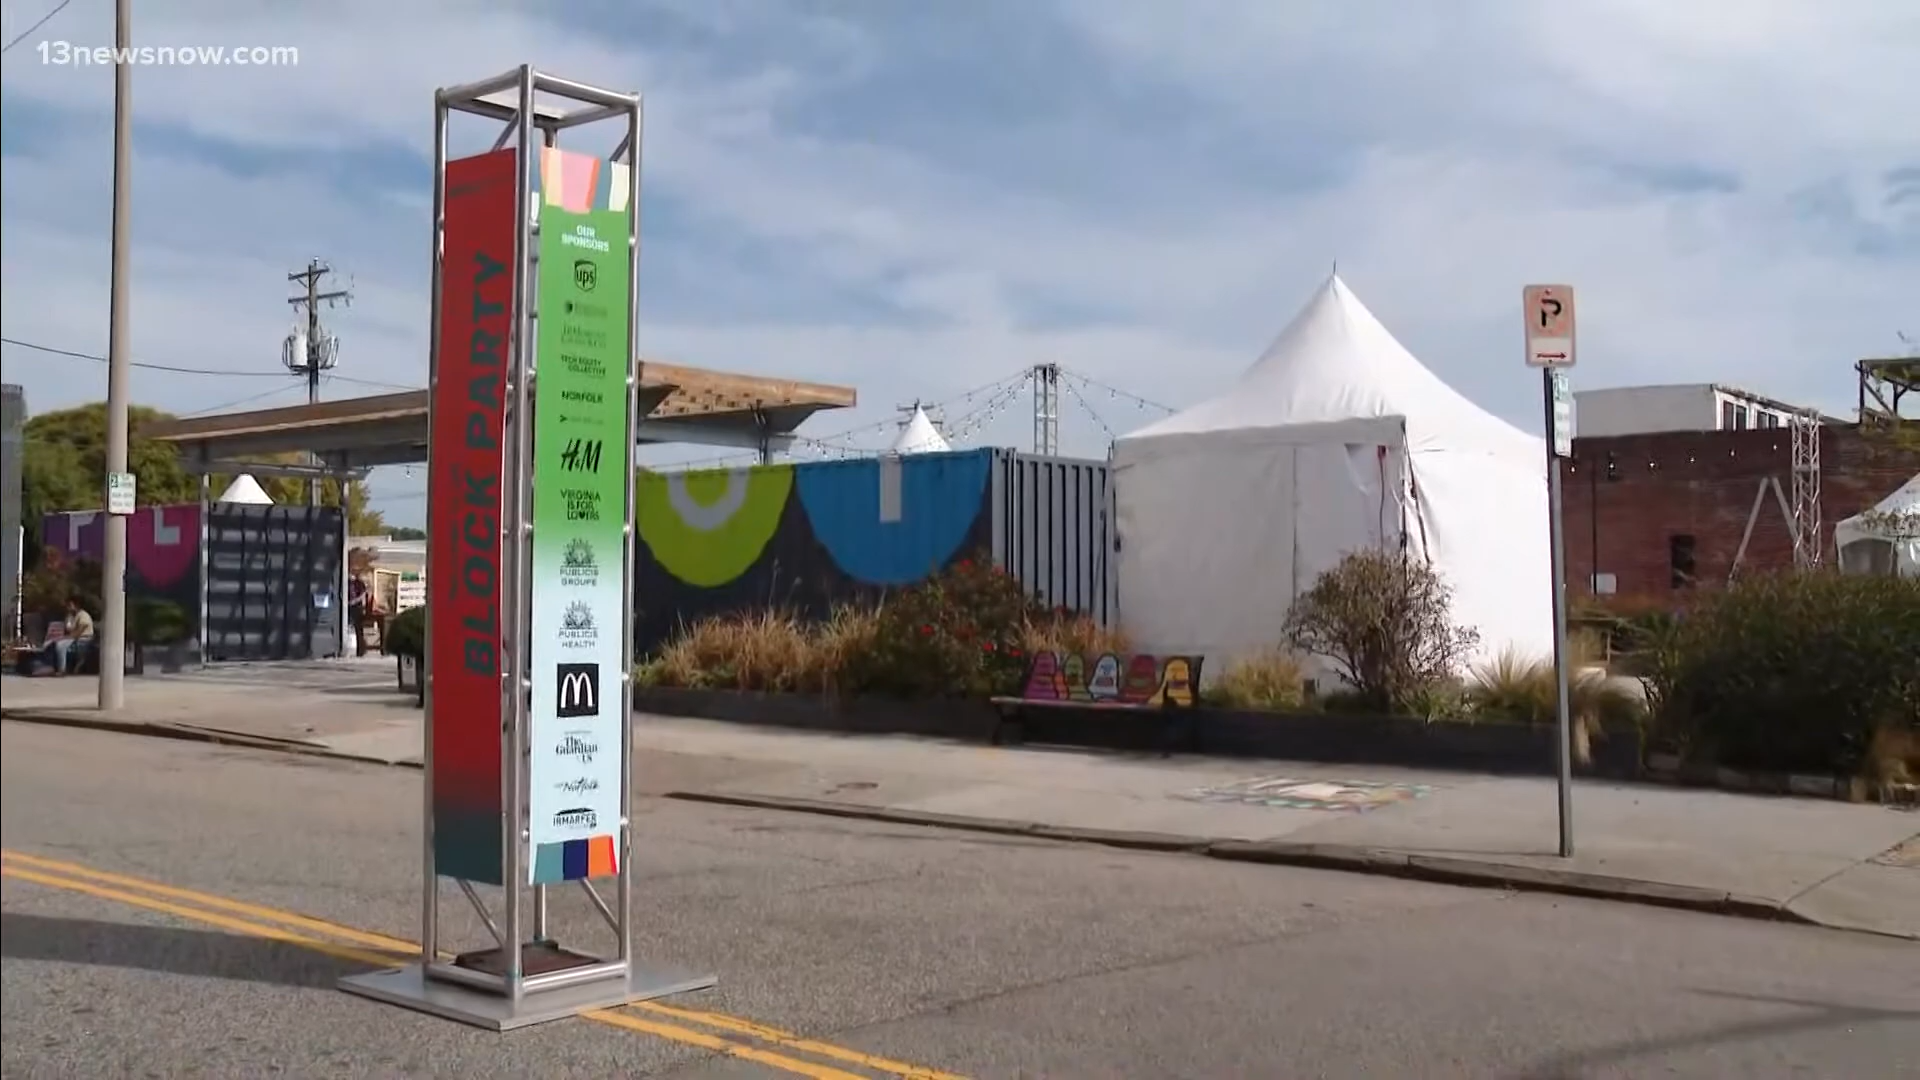 13newsnow.com
BLOCK PARTY
OUR
SPONSORS
ups
TECH EQUITY
COLLECTIVE
NORFOLK
H&M
VIRGINIA
IS FOR
LOVERS
PUBLICIS
GROUPE
PUBLICIS
HEALTH
The
Guardian
US
Norfolk
P